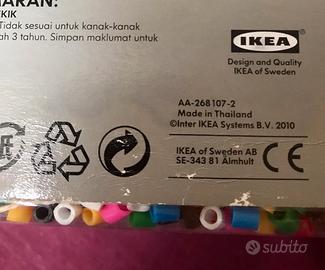 ARAN:
EKIK
Tidak sesuai untuk kanak-kanak
ah 3 tahun. Simpan maklumat untuk
IKEA
Design and Quality
IKEA of Sweden
AA-268107-2
Made in Thailand
©Inter IKEA Systems B.V. 2010
IKEA of Sweden AB
SE-343 81 Älmhult
CE
subito